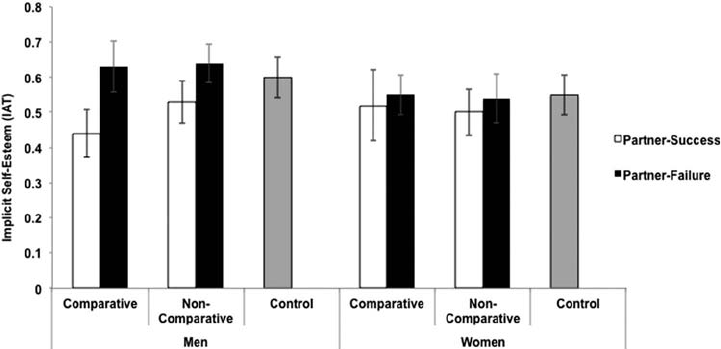 Implicit Self-Esteem (IAT)
0.8
0.7
0.6
0.5
0.4
0.3
0.2
0.1
0
Comparative
Non-
Comparative
Control
Comparative
Non-
Comparative
Control
Men
Women
Partner-Success
Partner-Failure